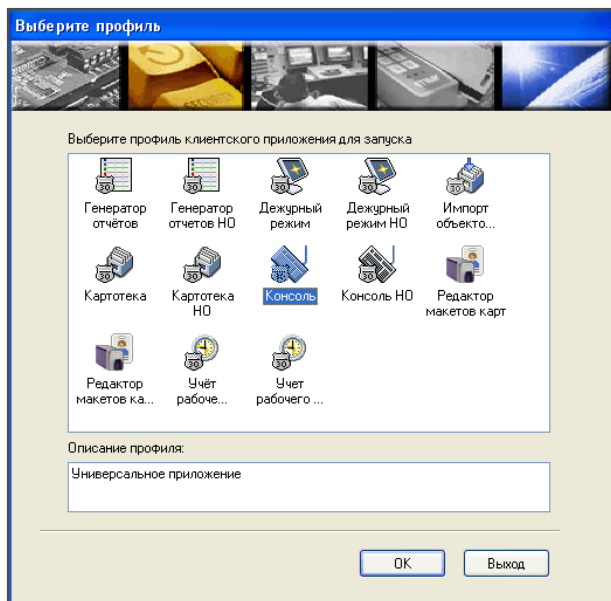 Выберите профиль
Выберите профиль клиентского приложения для запуска
Генератор отчётов
Генератор отчетов НО
Дежурный режим
Дежурный режим НО
Импорт объекто...
Картотека
Картотека НО
Консоль
Консоль НО
Редактор макетов карт
Редактор макетов ка...
Учёт рабоче...
Учет рабочего ...
Описание профиля:
Универсальное приложение
OK
Выход